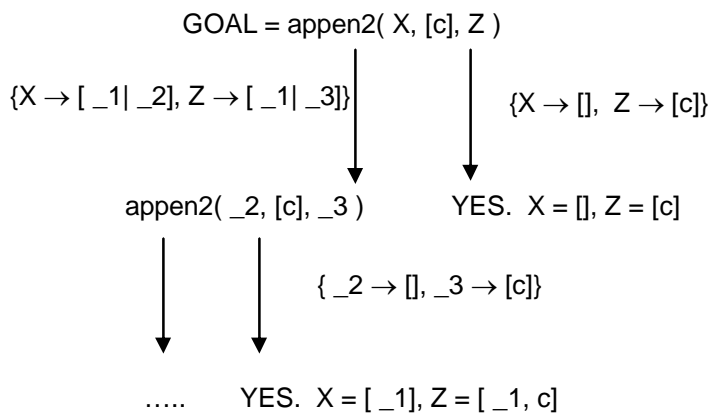 GOAL = appen2( X, [c], Z )
{X → [ _1| _2], Z → [ _1| _3]}
{X → [], Z → [c]}
appen2( _2, [c], _3 )
YES. X = [], Z = [c]
{ _2 → [], _3 → [c]}
..... YES. X = [ _1], Z = [ _1, c]